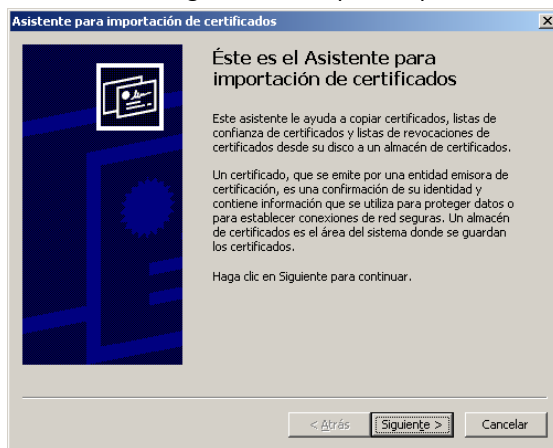 Asistente para importación de certificados
Éste es el Asistente para
importación de certificados
Este asistente le ayuda a copiar certificados, listas de
confianza de certificados y listas de revocaciones de
certificados desde su disco a un almacén de certificados.
Un certificado, que se emite por una entidad emisora de
certificación, es una confirmación de su identidad y
contiene información que se utiliza para proteger datos o
para establecer conexiones de red seguras. Un almacén
de certificados es el área del sistema donde se guardan
los certificados.
Haga clic en Siguiente para continuar.
< Atrás
Siguiente >
Cancelar